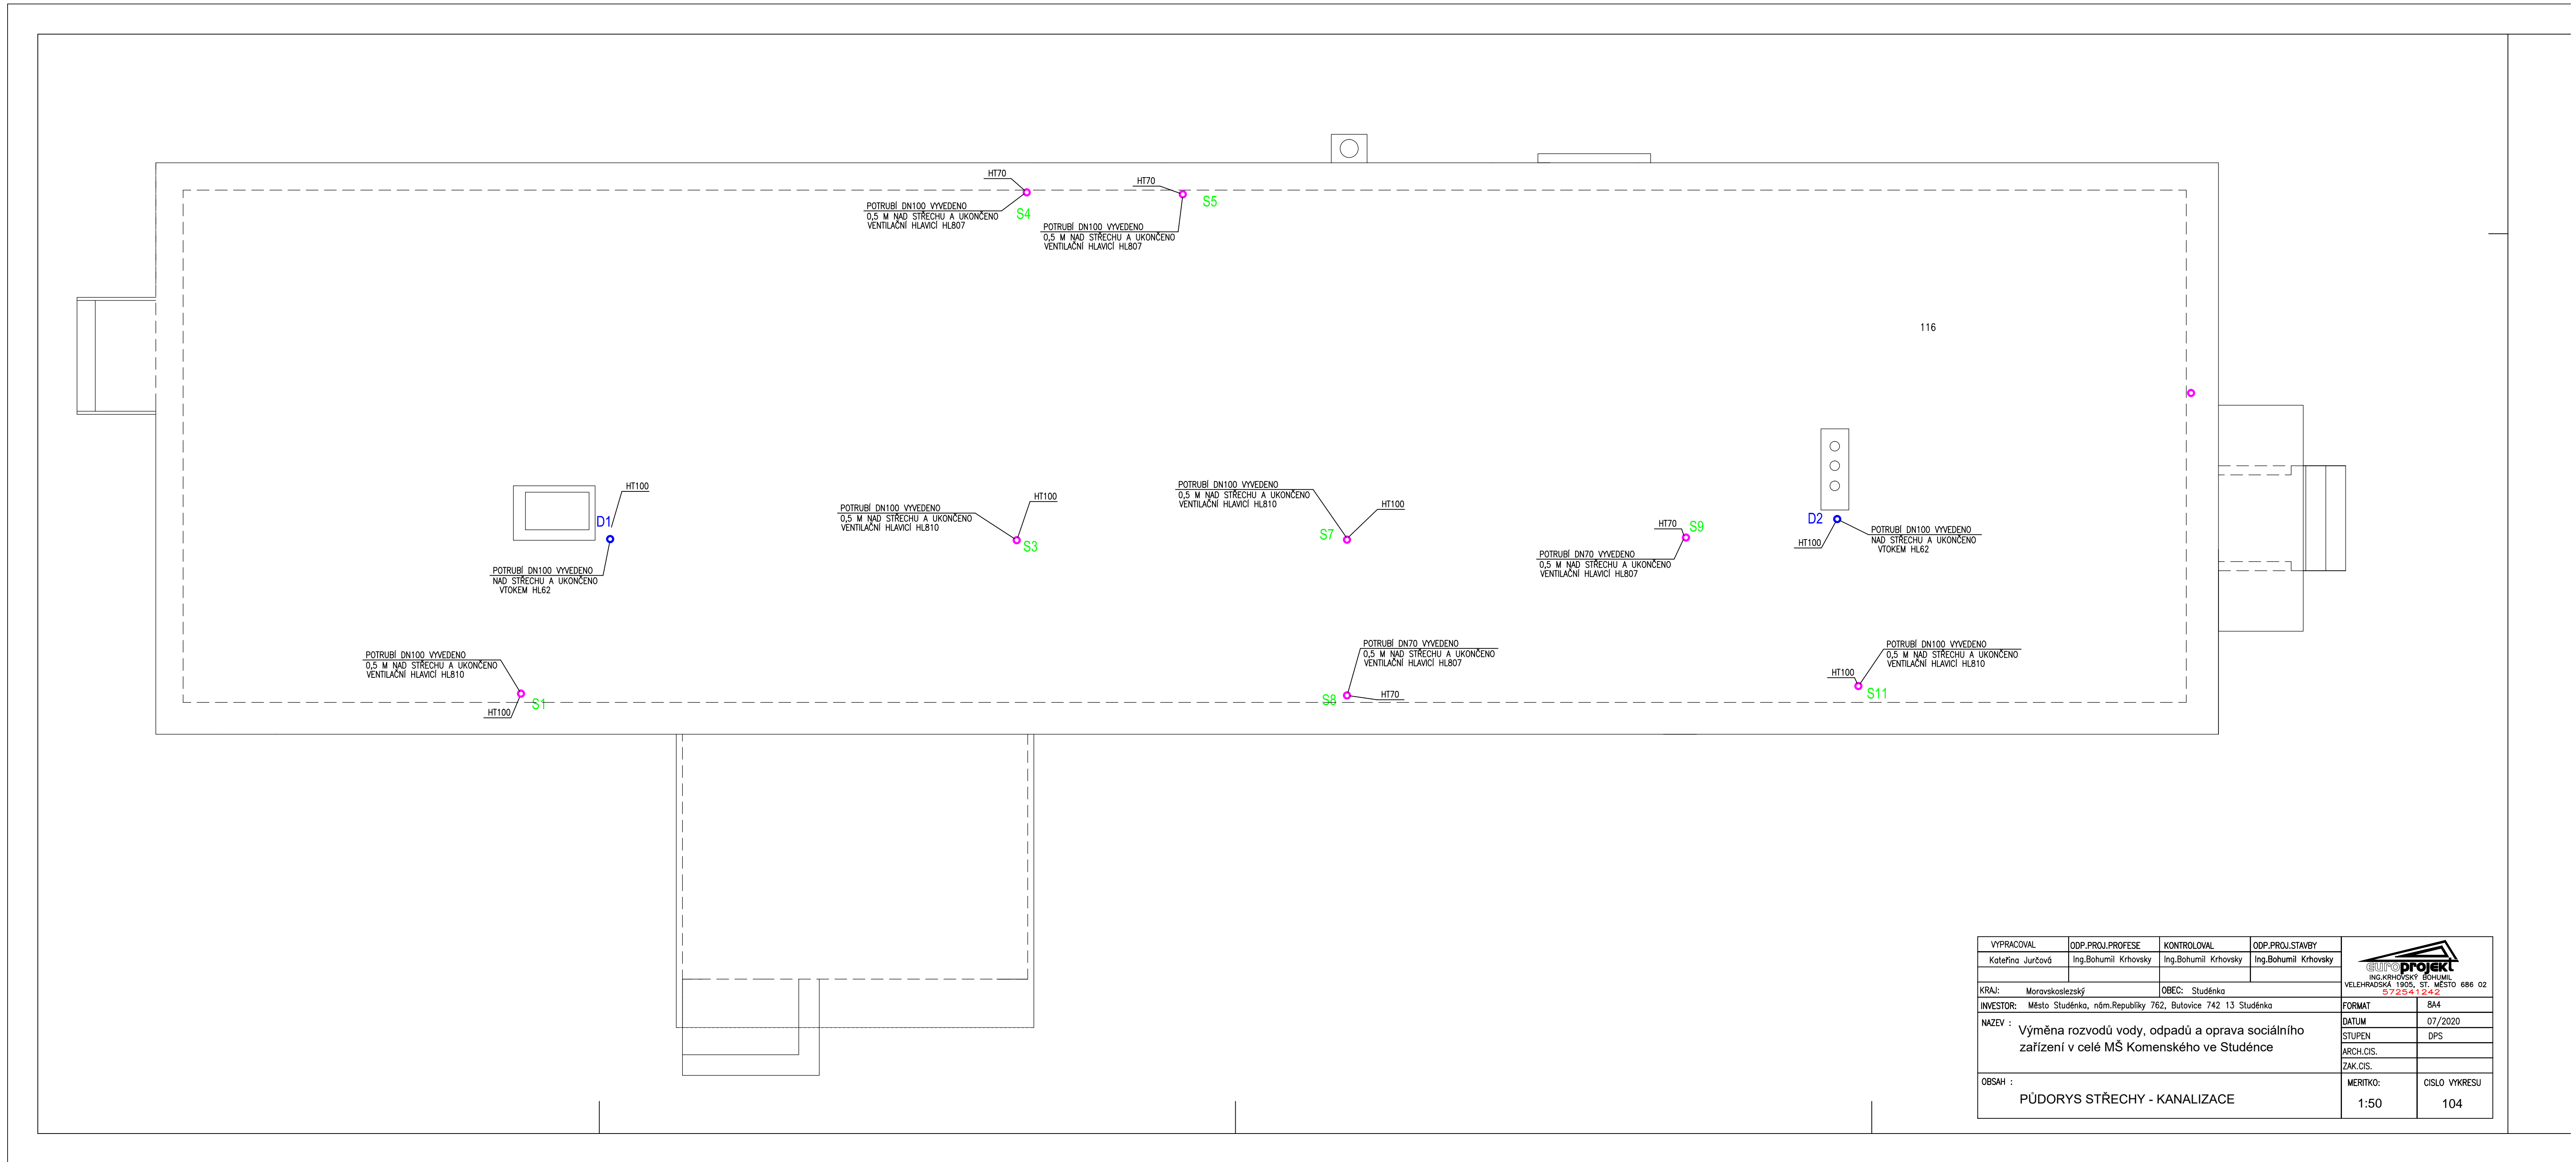 HT70
POTRUBÍ DN100 VYVEDENO
0,5 M NAD STŘECHU A UKONČENO
VENTILAČNÍ HLAVICÍ HL807
S4
HT70
S5
POTRUBÍ DN100 VYVEDENO
0,5 M NAD STŘECHU A UKONČENO
VENTILAČNÍ HLAVICÍ HL807
116
HT100
D1
POTRUBÍ DN100 VYVEDENO
NAD STŘECHU A UKONČENO
VTOKEM HL62
POTRUBÍ DN100 VYVEDENO
0,5 M NAD STŘECHU A UKONČENO
VENTILAČNÍ HLAVICÍ HL810
HT100
S3
POTRUBÍ DN100 VYVEDENO
0,5 M NAD STŘECHU A UKONČENO
VENTILAČNÍ HLAVICÍ HL810
HT100
S7
HT70
S9
POTRUBÍ DN70 VYVEDENO
0,5 M NAD STŘECHU A UKONČENO
VENTILAČNÍ HLAVICÍ HL807
D2
HT100
POTRUBÍ DN100 VYVEDENO
NAD STŘECHU A UKONČENO
VTOKEM HL62
POTRUBÍ DN100 VYVEDENO
0,5 M NAD STŘECHU A UKONČENO
VENTILAČNÍ HLAVICÍ HL810
HT100
S1
POTRUBÍ DN70 VYVEDENO
0,5 M NAD STŘECHU A UKONČENO
VENTILAČNÍ HLAVICÍ HL807
HT70
S8
POTRUBÍ DN100 VYVEDENO
0,5 M NAD STŘECHU A UKONČENO
VENTILAČNÍ HLAVICÍ HL810
HT100
S11
VYPRACOVAL ODP.PROJ.PROFESE KONTROLOVAL ODP.PROJ.STAVBY
Kateřina Jurčová Ing.Bohumil Krhovsky Ing.Bohumil Krhovsky Ing.Bohumil Krhovsky
europrojekt
ING.KRHOVSKÝ BOHUMIL
VELEHRADSKÁ 1905, ST. MĚSTO 686 02
572541242
KRAJ: Moravskoslezský OBEC: Studénka
INVESTOR: Město Studénka, nám.Republiky 762, Butovice 742 13 Studénka
FORMAT 8A4
NAZEV : Výměna rozvodů vody, odpadů a oprava sociálního
zařízení v celé MŠ Komenského ve Studénce
DATUM 07/2020
STUPEN DPS
ARCH.CIS.
ZAK.CIS.
OBSAH :
PŮDORYS STŘECHY - KANALIZACE
MERITKO: CISLO VYKRESU
1:50 104